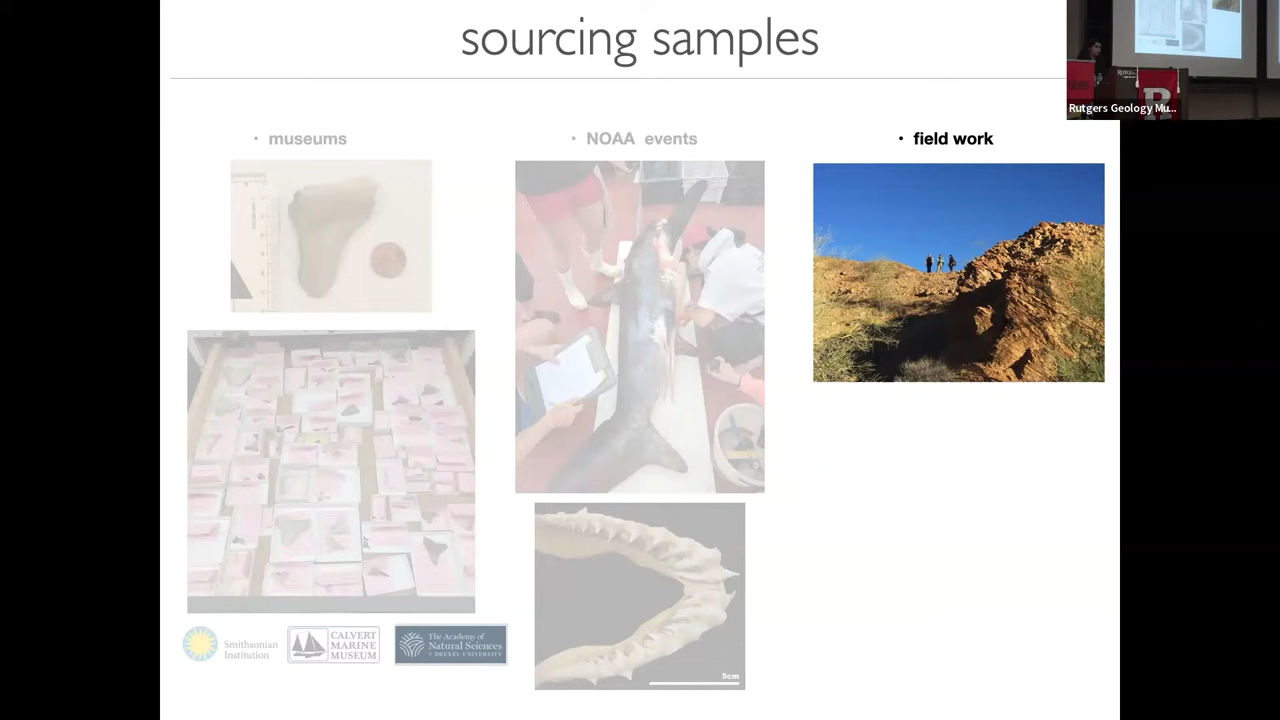 sourcing samples
Rutgers Geology Mu...
• museums
• NOAA events
• field work
Smithsonian
Institution
CALVERT
MARINE
MUSEUM
The Academy of
Natural Sciences
of DREXEL UNIVERSITY
5cm
R